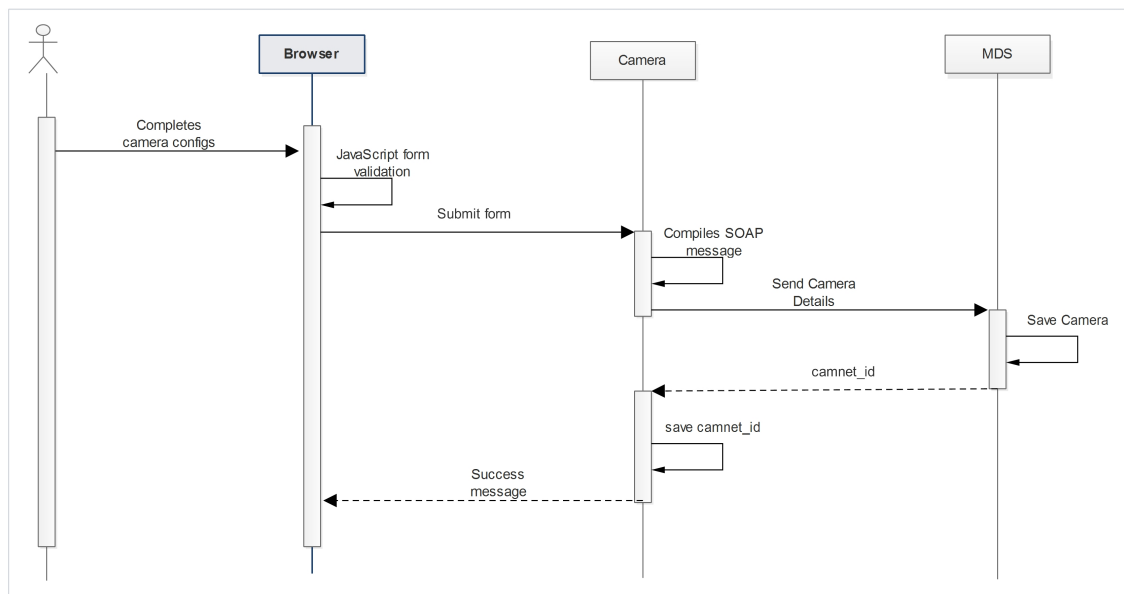 Browser
Camera
MDS
Completes
camera configs
JavaScript form
validation
Submit form
Compiles SOAP
message
Send Camera
Details
Save Camera
camnet_id
save camnet_id
Success
message